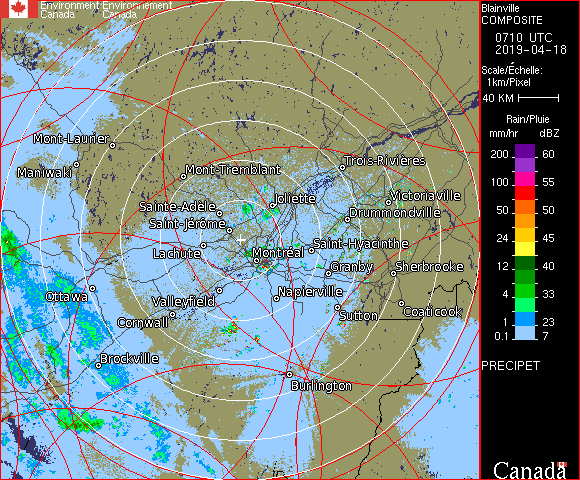 Environment Environnement
Canada Canada
Blainville
COMPOSITE
0710 UTC
2019-04-18
Scale/Échelle:
1km/Pixel
40 KM
Rain/Pluie
mm/hr dBZ
200 60
100 55
50 50
24 45
12 40
4 33
1 23
0.1 7
PRECIPET
Canada
Mont-Laurier
Maniwaki
Mont-Tremblant
Trois-Rivières
Joliette
Victoriaville
Sainte-Adèle
Drummondville
Saint-Jérôme
Lachute
Montréal
Saint-Hyacinthe
Granby
Sherbrooke
Ottawa
Valleyfield
Napierville
Cornwall
Sutton
Coaticook
Brockville
Burlington